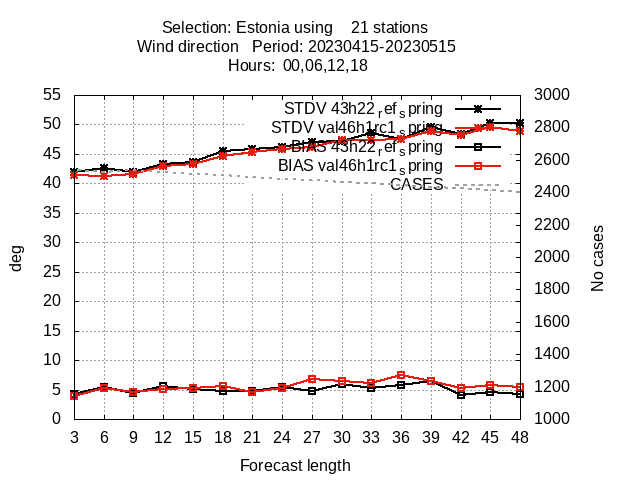 Selection: Estonia using 21 stations
Wind direction Period: 20230415-20230515
Hours: 00,06,12,18
55
50
45
40
35
30
25
20
15
10
5
0
deg
3000
2800
2600
2400
2200
2000
1800
1600
1400
1200
1000
No cases
STDV 43h22_ref_spring
STDV val46h1rc1_spring
BIAS 43h22_ref_spring
BIAS val46h1rc1_spring
CASES
3 6 9 12 15 18 21 24 27 30 33 36 39 42 45 48
Forecast length